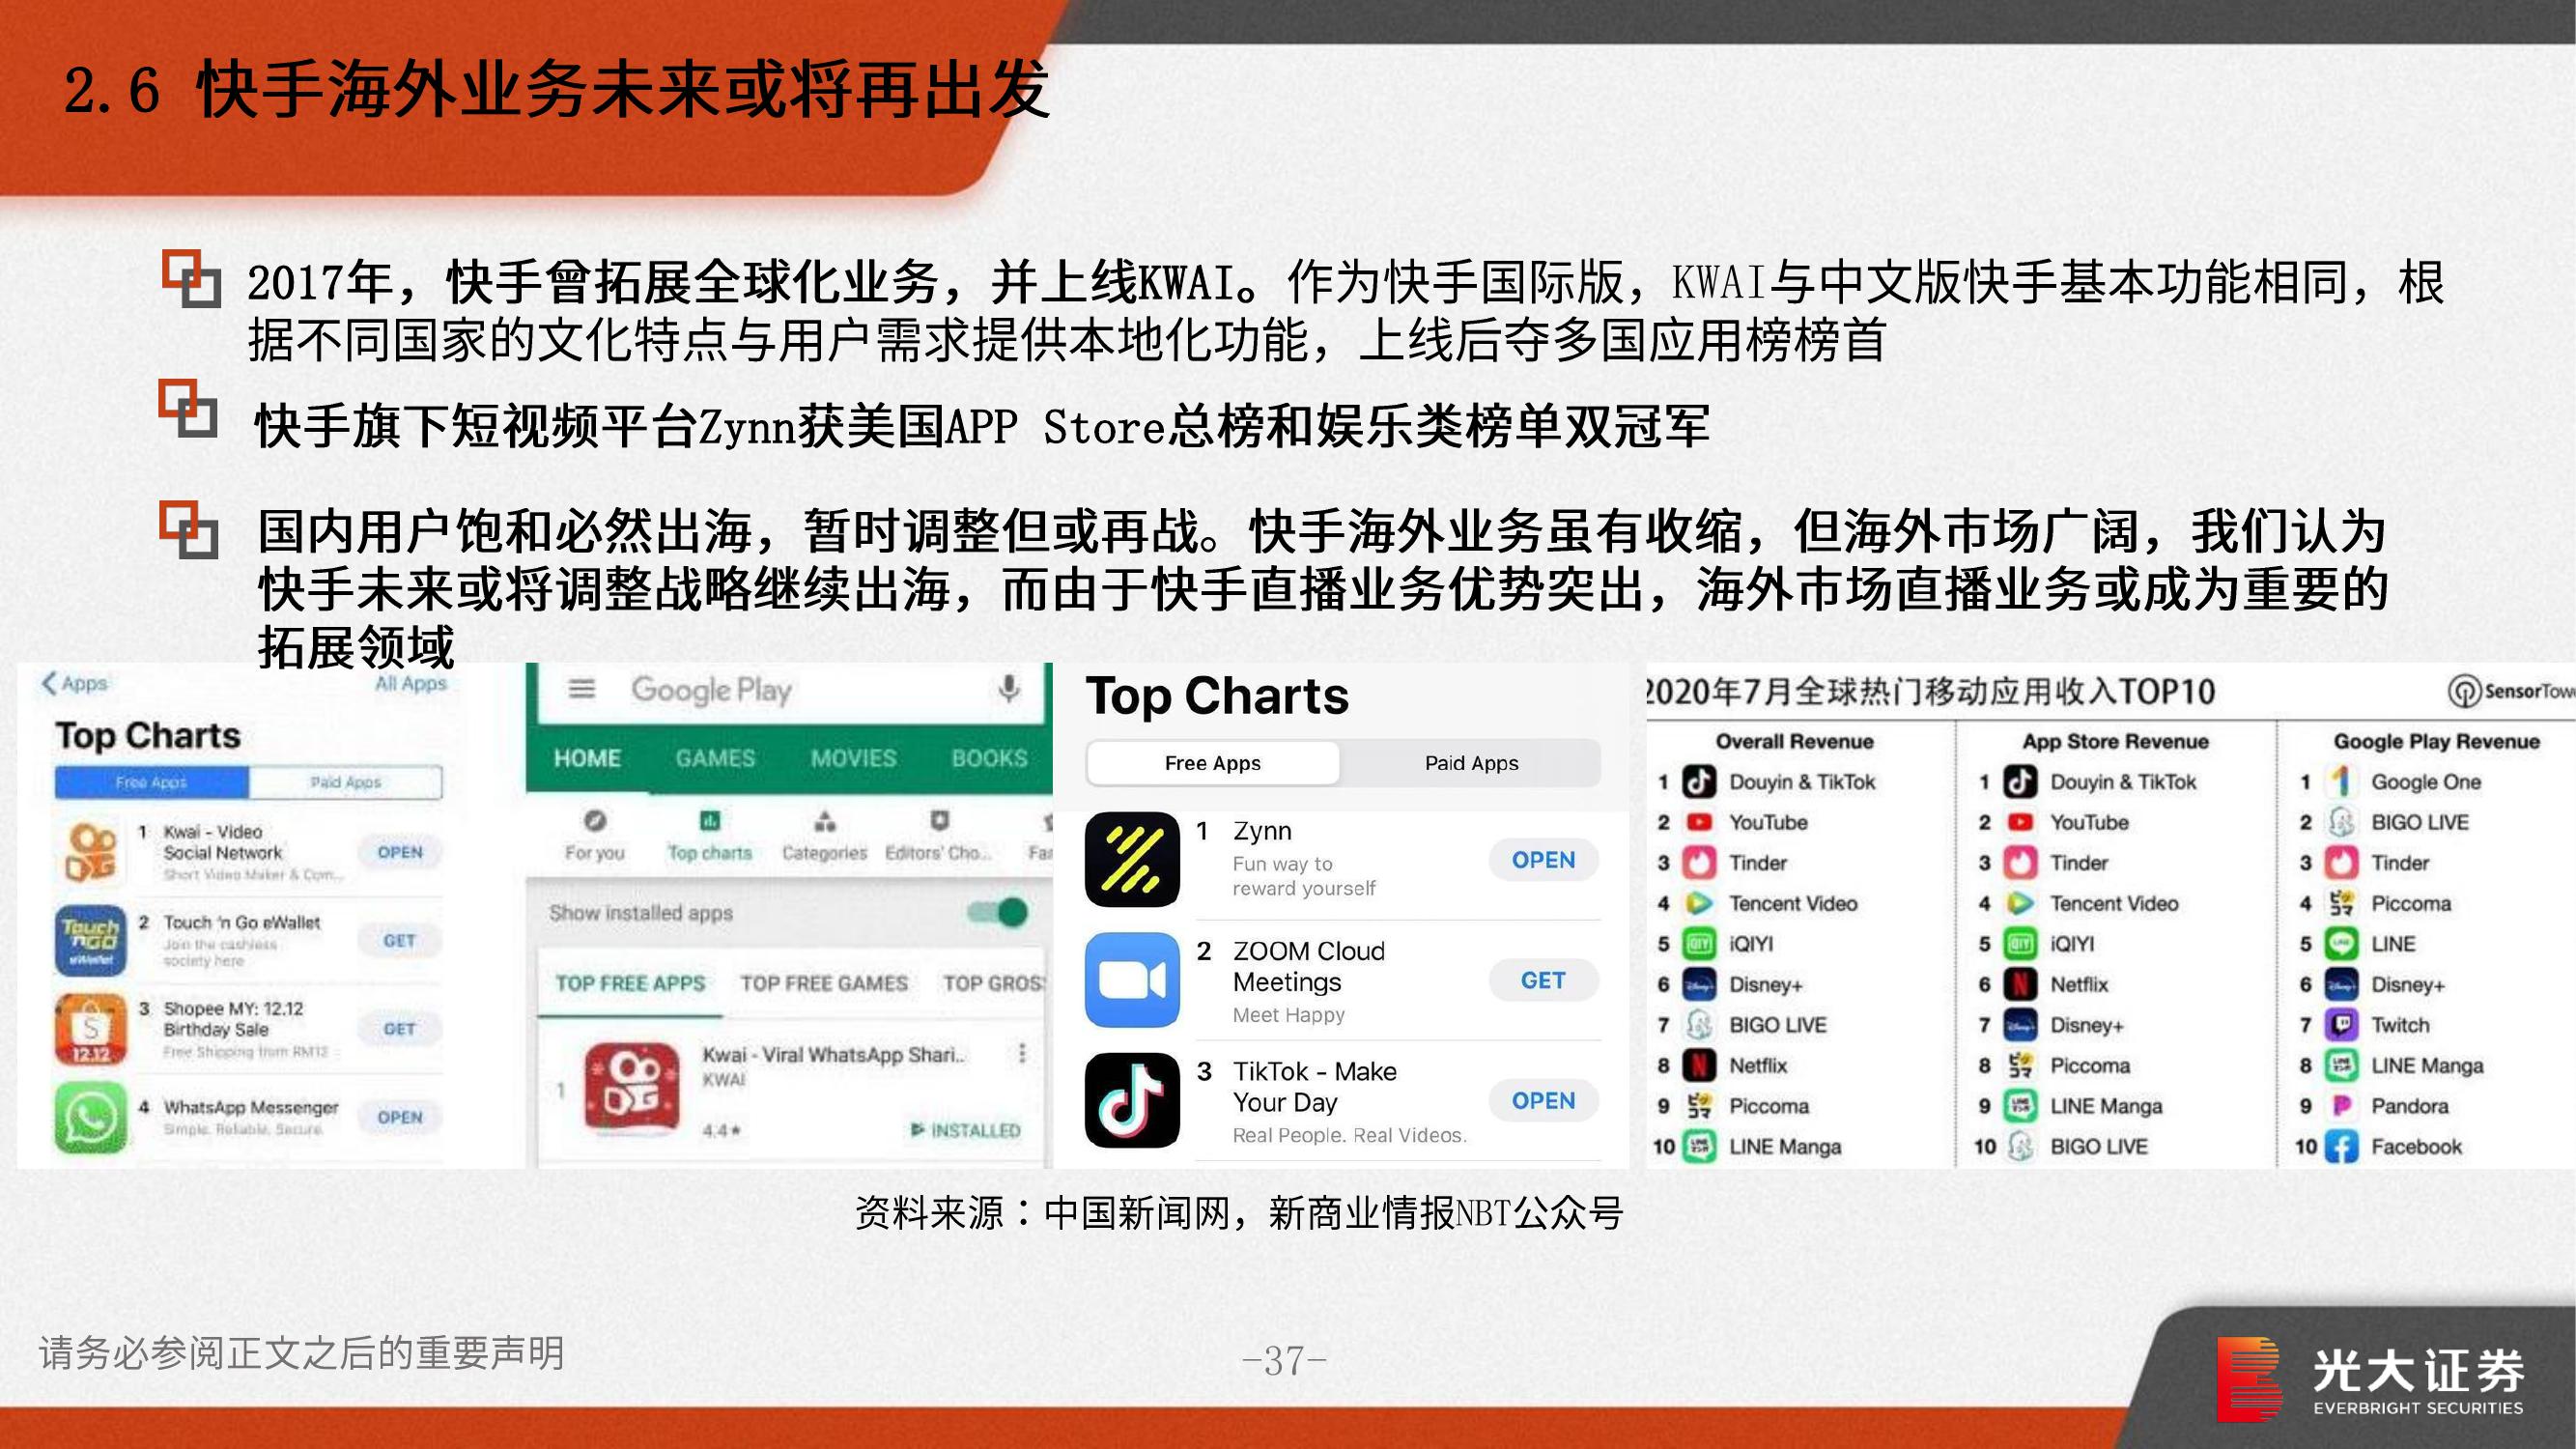 2.6 快手海外业务未来或将再出发
2017年，快手曾拓展全球化业务，并上线KWAI。作为快手国际版，KWAI与中文版快手基本功能相同，根
据不同国家的文化特点与用户需求提供本地化功能，上线后夺多国应用榜榜首
快手旗下短视频平台Zynn获美国APP Store总榜和娱乐类榜单双冠军
国内用户饱和必然出海，暂时调整但或再战。快手海外业务虽有收缩，但海外市场广阔，我们认为
快手未来或将调整战略继续出海，而由于快手直播业务优势突出，海外市场直播业务或成为重要的
拓展领域
Apps
All Apps
Top Charts
Free Apps
Paid Apps
1 Kwai - Video
Social Network
Short Video Maker & Com...
OPEN
Touch
'nGO
eWallet
2 Touch 'n Go eWallet
Join the cashless
society here
GET
12.12
3 Shopee MY: 12.12
Birthday Sale
Free Shipping from RM12
GET
4 WhatsApp Messenger
Simple. Reliable. Secure.
OPEN
Google Play
HOME GAMES MOVIES BOOKS
For you Top charts Categories Editors' Cho...
Show installed apps
TOP FREE APPS TOP FREE GAMES TOP GROS
1
Kwai - Viral WhatsApp Shari..
KWAI
4.4★
INSTALLED
Top Charts
Free Apps
Paid Apps
1 Zynn
Fun way to
reward yourself
OPEN
2 ZOOM Cloud
Meetings
Meet Happy
GET
3 TikTok - Make
Your Day
Real People. Real Videos.
OPEN
2020年7月全球热门移动应用收入TOP10
SensorTow
Overall Revenue
1 Douyin & TikTok
2 YouTube
3 Tinder
4 Tencent Video
5 iQIYI
6 Disney+
7 BIGO LIVE
8 Netflix
9 Piccoma
10 LINE Manga
App Store Revenue
1 Douyin & TikTok
2 YouTube
3 Tinder
4 Tencent Video
5 iQIYI
6 Netflix
7 Disney+
8 Piccoma
9 LINE Manga
10 BIGO LIVE
Google Play Revenue
1 Google One
2 BIGO LIVE
3 Tinder
4 Piccoma
5 LINE
6 Disney+
7 Twitch
8 LINE Manga
9 Pandora
10 Facebook
资料来源：中国新闻网，新商业情报NBT公众号
请务必参阅正文之后的重要声明
-37-
光大证券
EVERBRIGHT SECURITIES